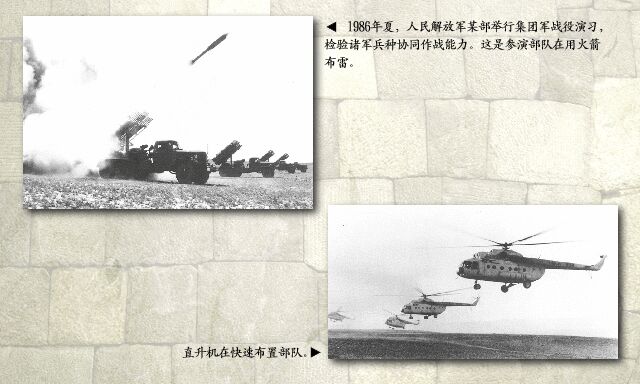 ◀ 1986年夏，人民解放军某部举行集团军战役演习，
检验诸军兵种协同作战能力。这是参演部队在用火箭
布雷。
直升机在快速布置部队。▶